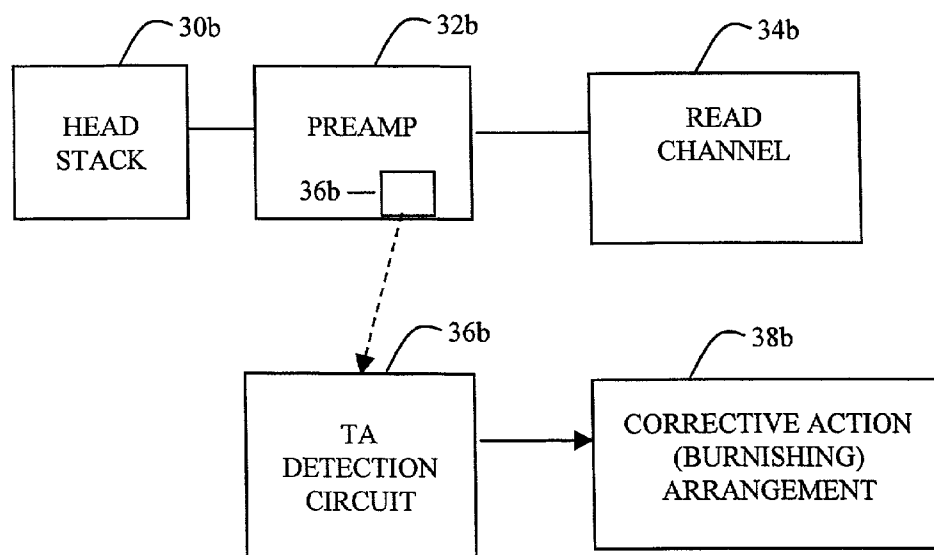 30b
32b
34b
HEAD
STACK
PREAMP
READ
CHANNEL
36b
36b
38b
TA
DETECTION
CIRCUIT
CORRECTIVE ACTION
(BURNISHING)
ARRANGEMENT